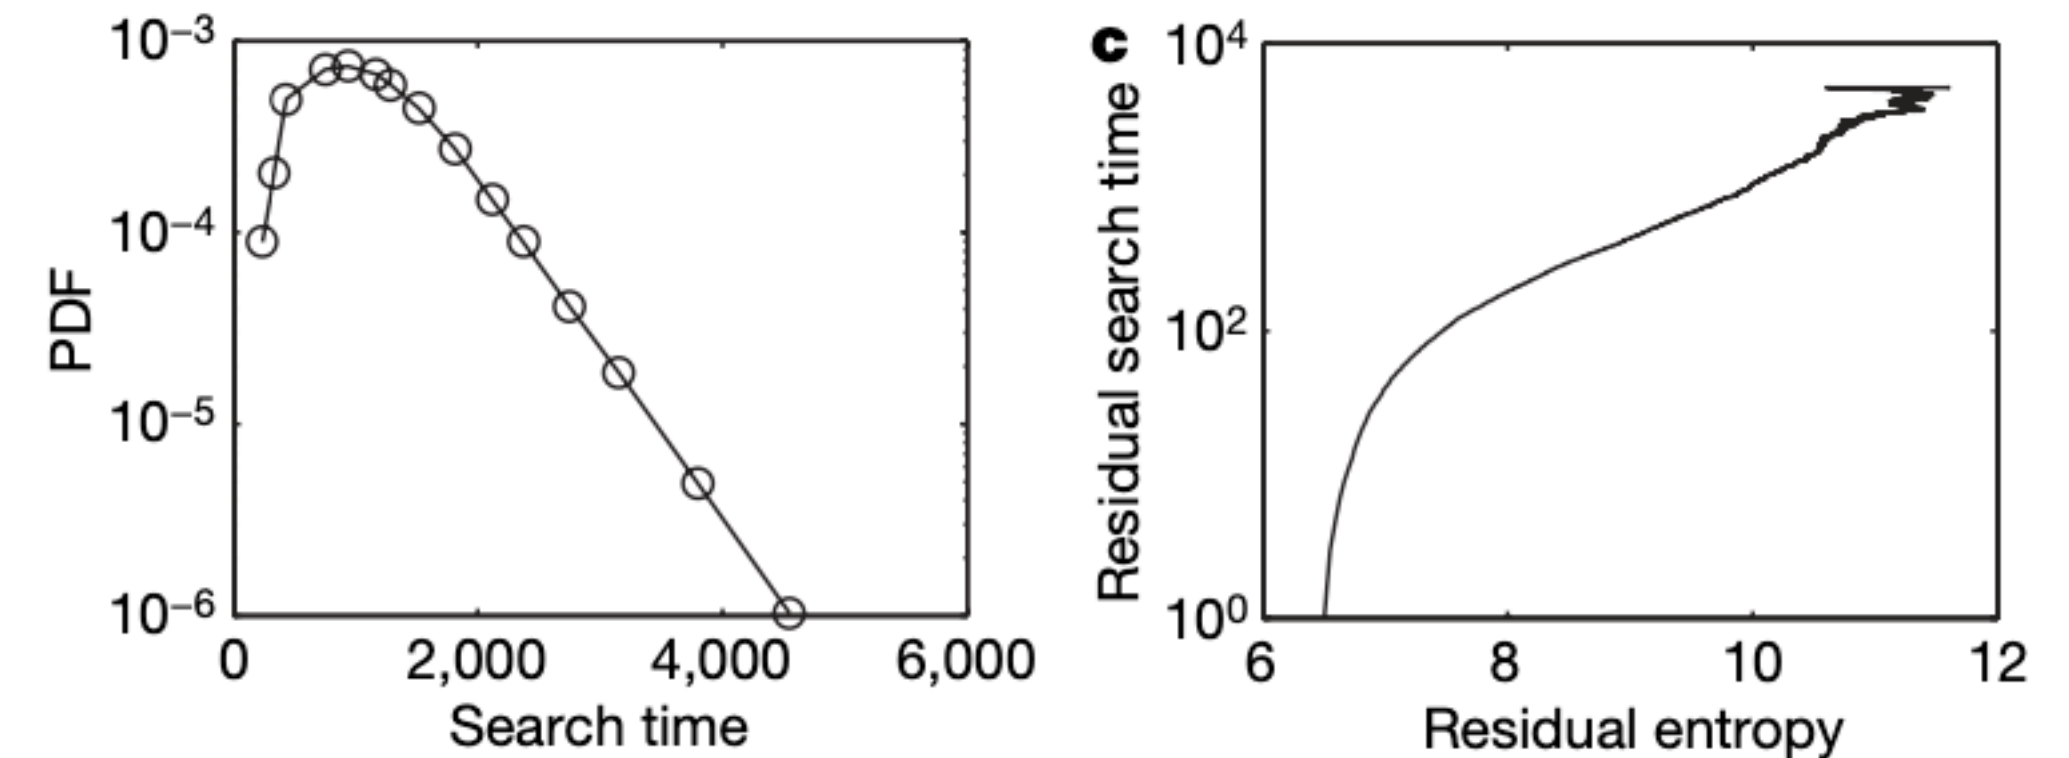 10⁻³
10⁻⁴
10⁻⁵
10⁻⁶
PDF
0 2,000 4,000 6,000
Search time
c
10⁴
10²
10⁰
Residual search time
6 8 10 12
Residual entropy